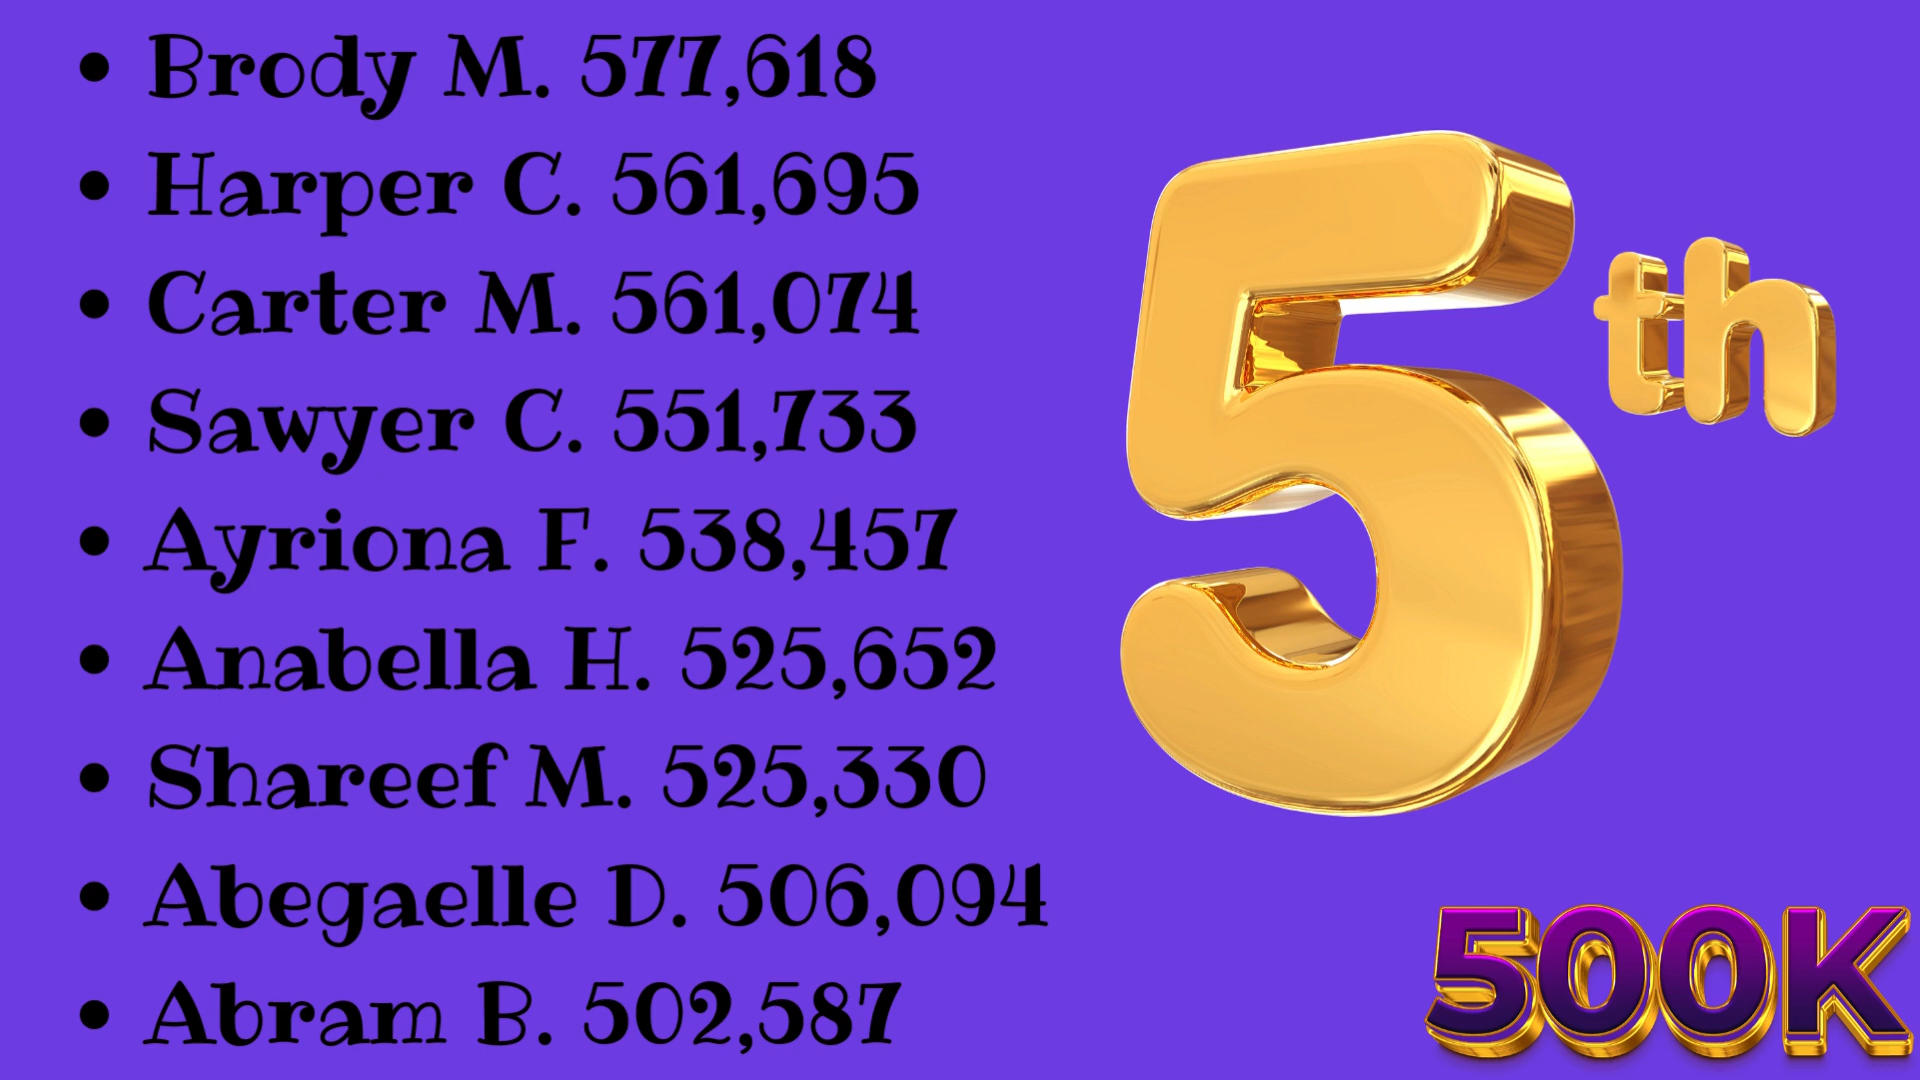 • Brody M. 577,618
• Harper C. 561,695
• Carter M. 561,074
• Sawyer C. 551,733
• Ayriona F. 538,457
• Anabella H. 525,652
• Shareef M. 525,330
• Abegaelle D. 506,094
• Abram B. 502,587
5th
500K